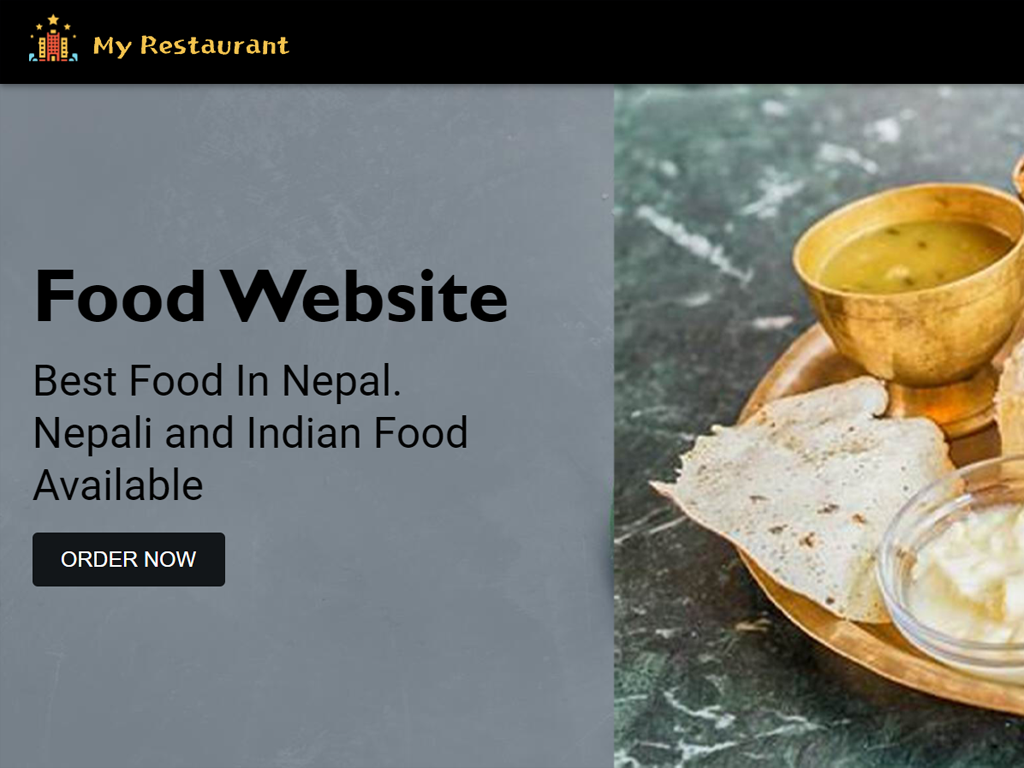 My Restaurant
Food Website
Best Food In Nepal.
Nepali and Indian Food
Available
ORDER NOW